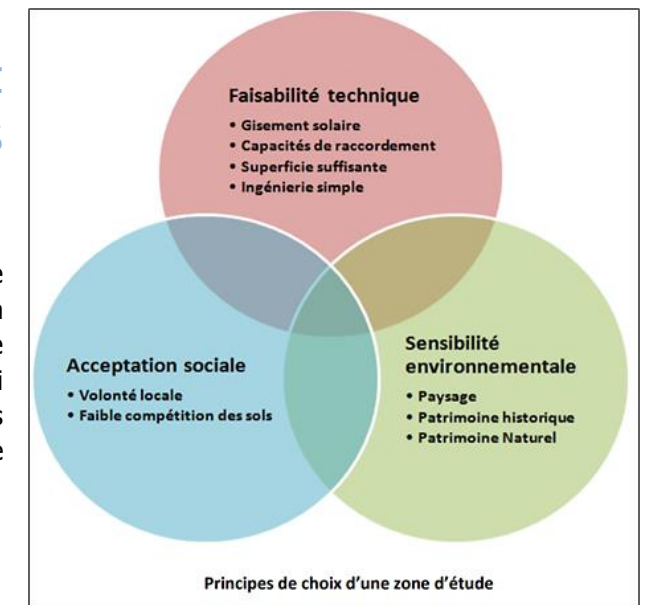 Faisabilité technique
• Gisement solaire
• Capacités de raccordement
• Superficie suffisante
• Ingénierie simple
Acceptation sociale
• Volonté locale
• Faible compétition des sols
Sensibilité
environnementale
• Paysage
• Patrimoine historique
• Patrimoine Naturel
Principes de choix d'une zone d'étude